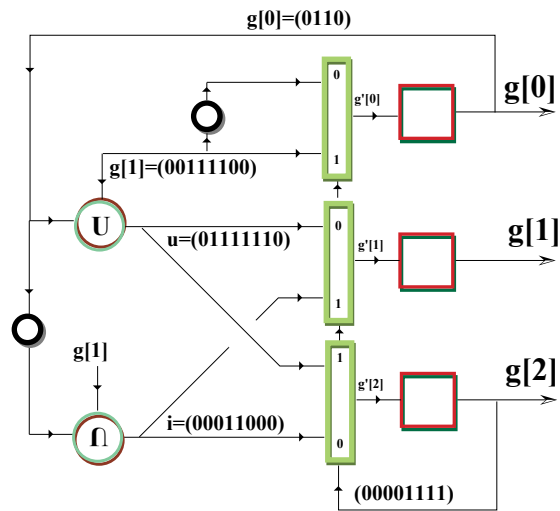 g[0]=(0110)
0
g'[0]
g[0]
1
g[1]=(00111100)
U
u=(01111110)
0
g'[1]
g[1]
1
g[1]
1
g'[2]
g[2]
U
i=(00011000)
0
(00001111)